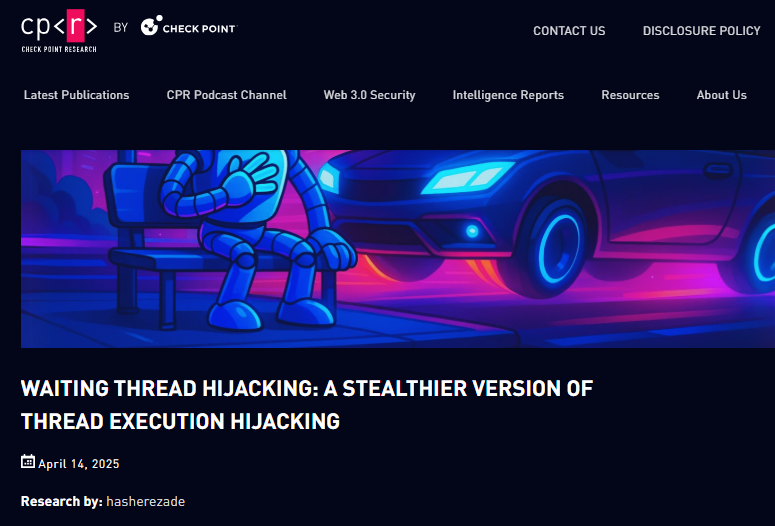 cp<r>
CHECK POINT RESEARCH
BY
CHECK POINT
CONTACT US
DISCLOSURE POLICY
Latest Publications
CPR Podcast Channel
Web 3.0 Security
Intelligence Reports
Resources
About Us
WAITING THREAD HIJACKING: A STEALTHIER VERSION OF
THREAD EXECUTION HIJACKING
April 14, 2025
Research by: hasherezade